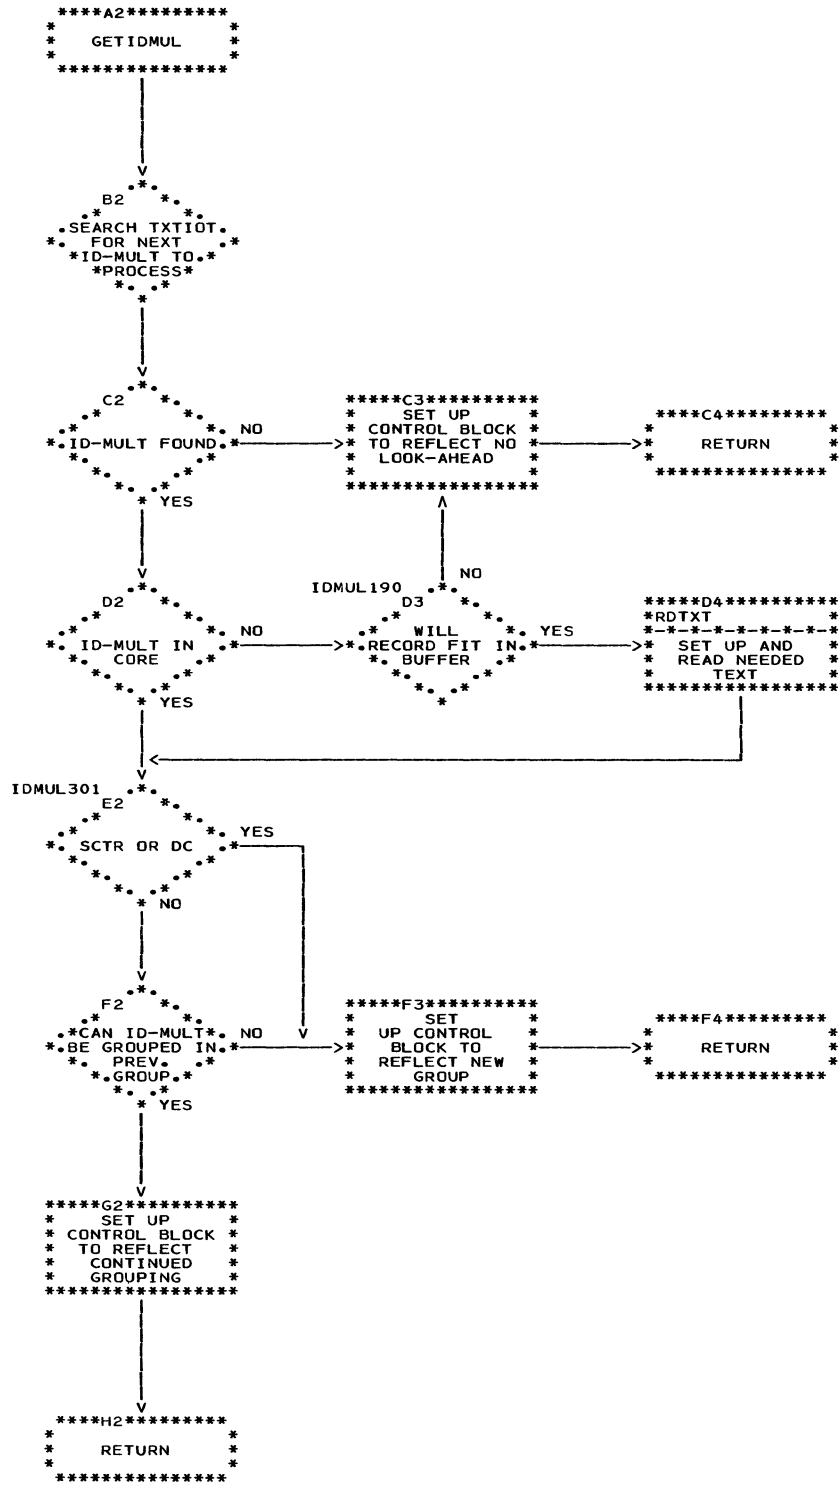 A2
GETIDMUL
B2
SEARCH TXTIOT
FOR NEXT
ID-MULT TO
PROCESS
C2
ID-MULT FOUND
NO
YES
C3
SET UP
CONTROL BLOCK
TO REFLECT NO
LOOK-AHEAD
C4
RETURN
D2
ID-MULT IN
CORE
NO
YES
IDMUL190
D3
WILL
RECORD FIT IN
BUFFER
NO
YES
D4
RDTXT
SET UP AND
READ NEEDED
TEXT
IDMUL301
E2
SCTR OR DC
YES
NO
F2
CAN ID-MULT
BE GROUPED IN
PREV.
GROUP
NO
YES
F3
SET
UP CONTROL
BLOCK TO
REFLECT NEW
GROUP
F4
RETURN
G2
SET UP
CONTROL BLOCK
TO REFLECT
CONTINUED
GROUPING
H2
RETURN